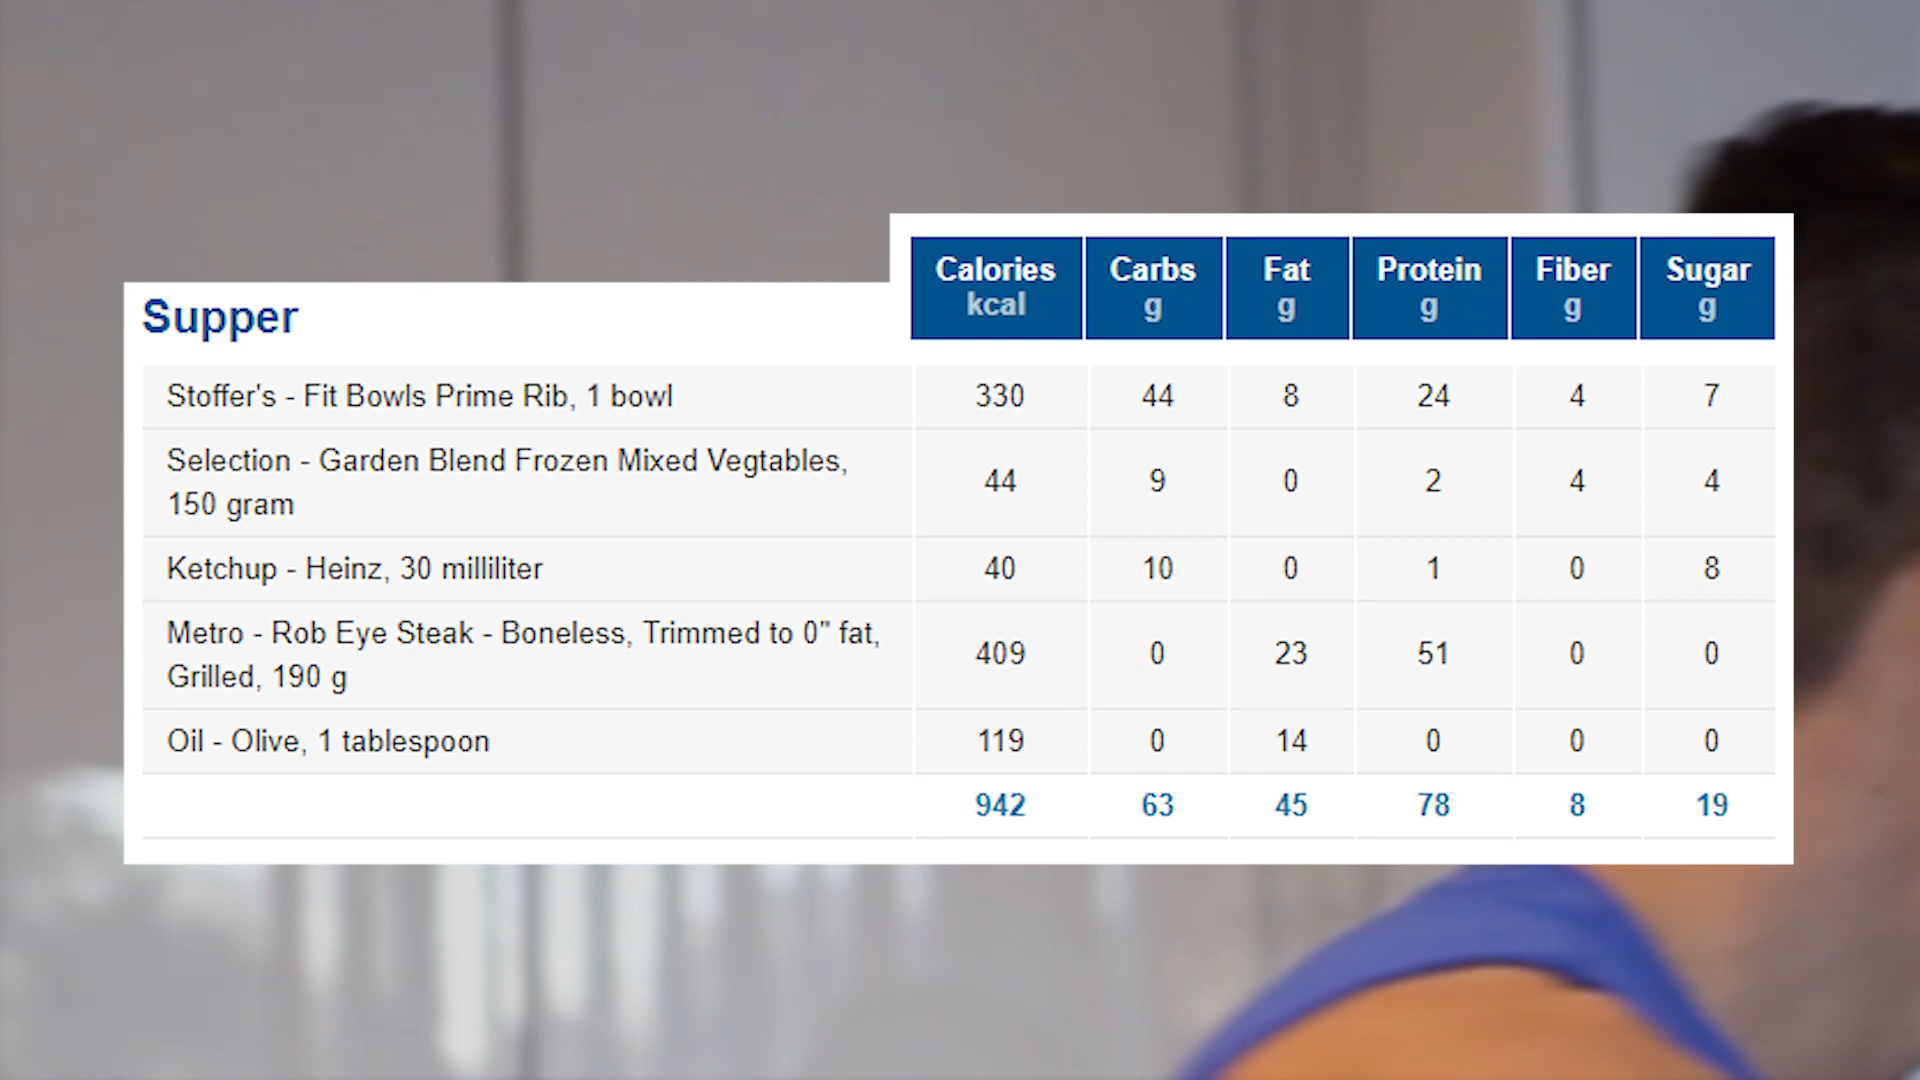 Calories Carbs Fat Protein Fiber Sugar
kcal g g g g g
Supper
Stoffer's - Fit Bowls Prime Rib, 1 bowl 330 44 8 24 4 7
Selection - Garden Blend Frozen Mixed Vegtables,
150 gram 44 9 0 2 4 4
Ketchup - Heinz, 30 milliliter 40 10 0 1 0 8
Metro - Rob Eye Steak - Boneless, Trimmed to 0" fat,
Grilled, 190 g 409 0 23 51 0 0
Oil - Olive, 1 tablespoon 119 0 14 0 0 0
942 63 45 78 8 19